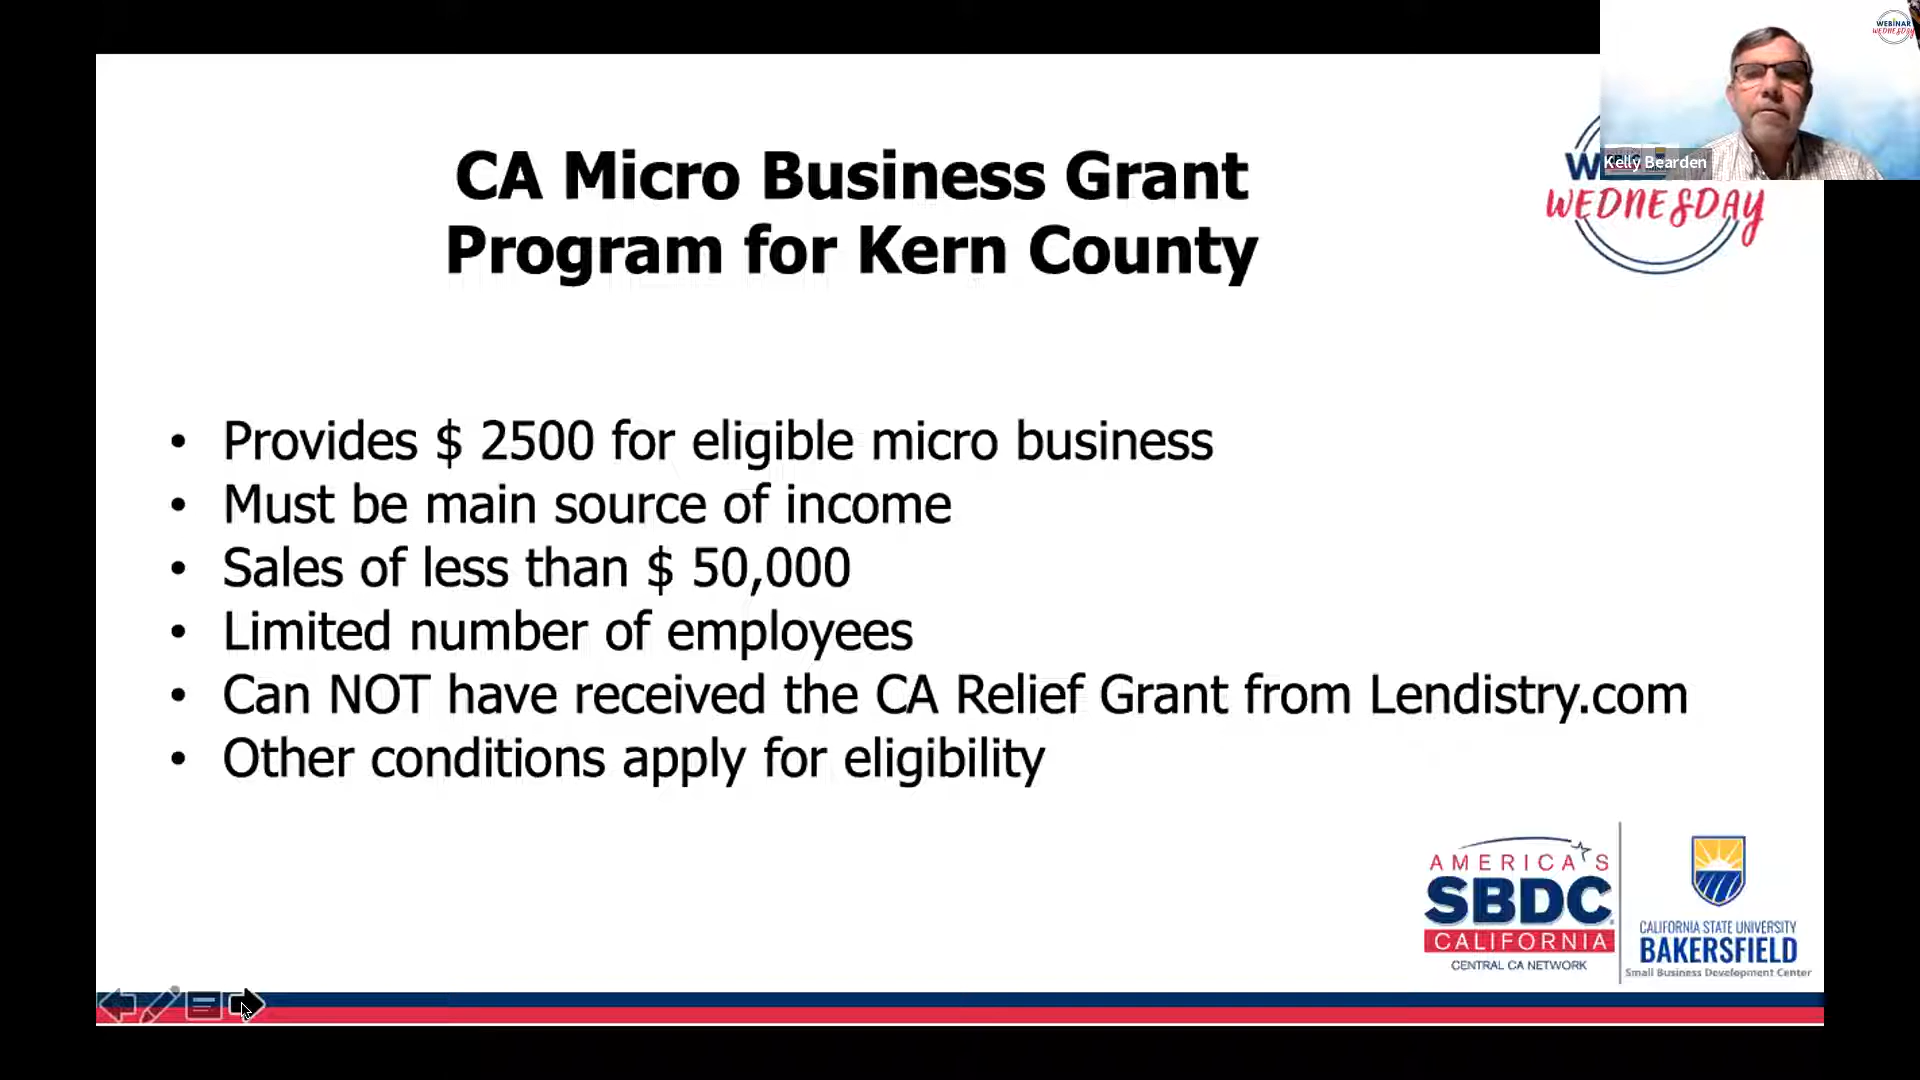 WEBINAR
WEDNESDAY
CA Micro Business Grant
Program for Kern County
Kelly Bearden
WEDNESDAY
• Provides $ 2500 for eligible micro business
• Must be main source of income
• Sales of less than $ 50,000
• Limited number of employees
• Can NOT have received the CA Relief Grant from Lendistry.com
• Other conditions apply for eligibility
AMERICA'S
SBDC
CALIFORNIA
CENTRAL CA NETWORK
CALIFORNIA STATE UNIVERSITY
BAKERSFIELD
Small Business Development Center